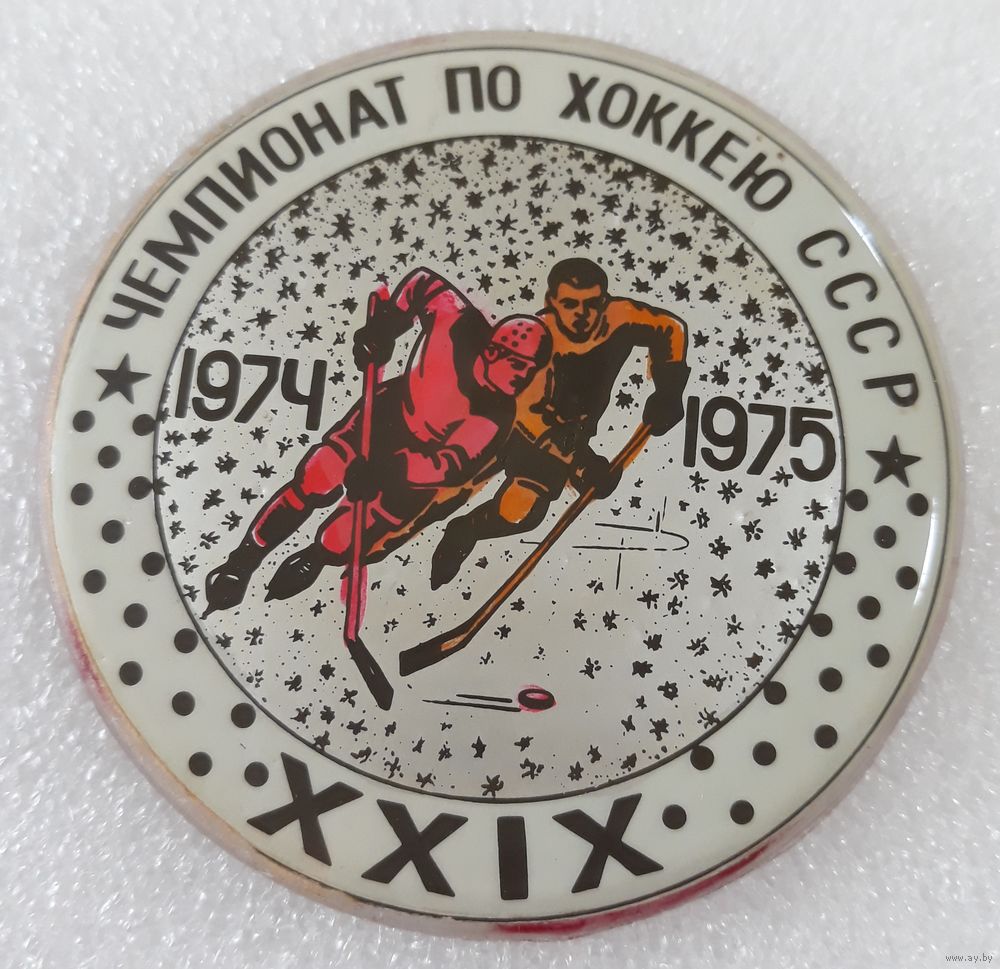 ЧЕМПИОНАТ ПО ХОККЕЮ СССР
1974
1975
XXIX
www.ay.by